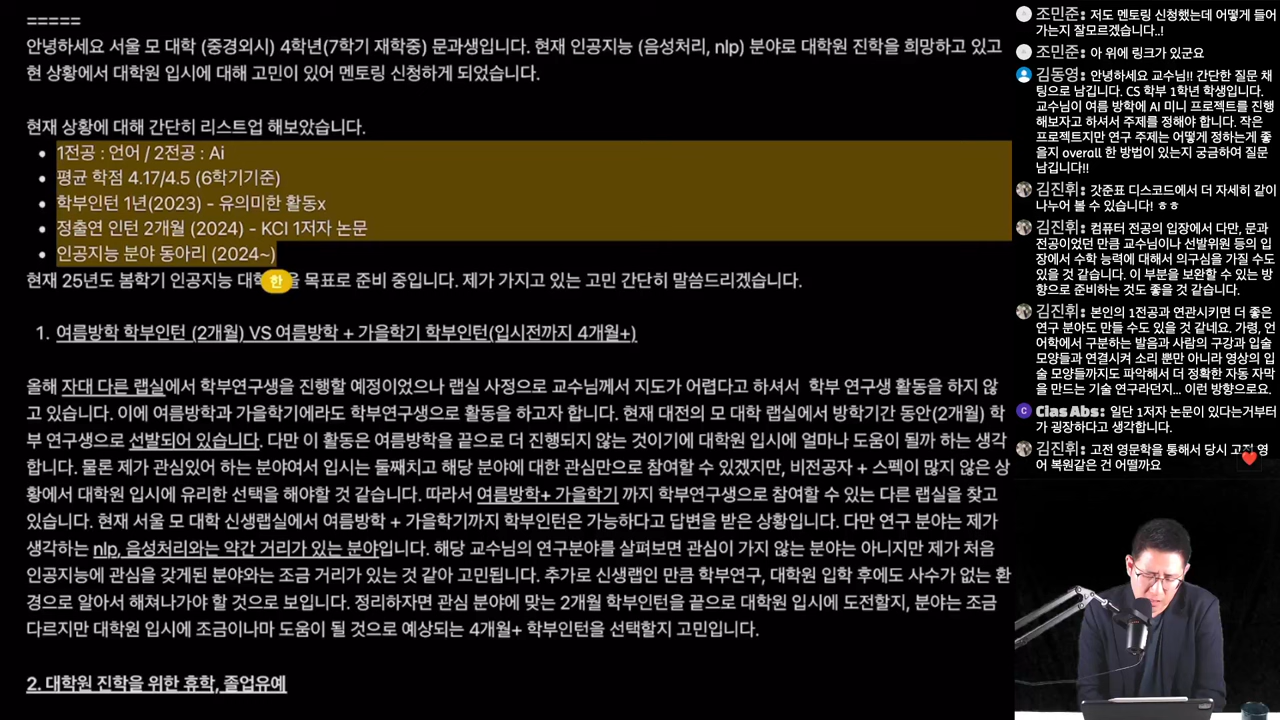 =====
안녕하세요 서울 모 대학 (중경외시) 4학년(7학기 재학중) 문과생입니다. 현재 인공지능 (음성처리, nlp) 분야로 대학원 진학을 희망하고 있고
현 상황에서 대학원 입시에 대해 고민이 있어 멘토링 신청하게 되었습니다.
현재 상황에 대해 간단히 리스트업 해보았습니다.
• 1전공 : 언어 / 2전공 : Ai
• 평균 학점 4.17/4.5 (6학기기준)
• 학부인턴 1년(2023) - 유의미한 활동x
• 정출연 인턴 2개월 (2024) - KCI 1저자 논문
• 인공지능 분야 동아리 (2024~)
현재 25년도 봄학기 인공지능 대학 한 을 목표로 준비 중입니다. 제가 가지고 있는 고민 간단히 말씀드리겠습니다.
1. 여름방학 학부인턴 (2개월) VS 여름방학 + 가을학기 학부인턴(입시전까지 4개월+)
올해 자대 다른 랩실에서 학부연구생을 진행할 예정이었으나 랩실 사정으로 교수님께서 지도가 어렵다고 하셔서 학부 연구생 활동을 하지 않
고 있습니다. 이에 여름방학과 가을학기에라도 학부연구생으로 활동을 하고자 합니다. 현재 대전의 모 대학 랩실에서 방학기간 동안(2개월) 학
부 연구생으로 선발되어 있습니다. 다만 이 활동은 여름방학을 끝으로 더 진행되지 않는 것이기에 대학원 입시에 얼마나 도움이 될까 하는 생각
합니다. 물론 제가 관심있어 하는 분야여서 입시는 둘째치고 해당 분야에 대한 관심만으로 참여할 수 있겠지만, 비전공자 + 스펙이 많지 않은 상
황에서 대학원 입시에 유리한 선택을 해야할 것 같습니다. 따라서 여름방학+ 가을학기 까지 학부연구생으로 참여할 수 있는 다른 랩실을 찾고
있습니다. 현재 서울 모 대학 신생랩실에서 여름방학 + 가을학기까지 학부인턴은 가능하다고 답변을 받은 상황입니다. 다만 연구 분야는 제가
생각하는 nlp, 음성처리와는 약간 거리가 있는 분야입니다. 해당 교수님의 연구분야를 살펴보면 관심이 가지 않는 분야는 아니지만 제가 처음
인공지능에 관심을 갖게된 분야와는 조금 거리가 있는 것 같아 고민됩니다. 추가로 신생랩인 만큼 학부연구, 대학원 입학 후에도 사수가 없는 환
경으로 알아서 해쳐나가야 할 것으로 보입니다. 정리하자면 관심 분야에 맞는 2개월 학부인턴을 끝으로 대학원 입시에 도전할지, 분야는 조금
다르지만 대학원 입시에 조금이나마 도움이 될 것으로 예상되는 4개월+ 학부인턴을 선택할지 고민입니다.
2. 대학원 진학을 위한 휴학, 졸업유예
조민준: 저도 멘토링 신청했는데 어떻게 들어
가는지 잘모르겠습니다..!
조민준: 아 위에 링크가 있군요
김동영: 안녕하세요 교수님!! 간단한 질문 채
팅으로 남깁니다. CS 학부 1학년 학생입니다.
교수님이 여름 방학에 AI 미니 프로젝트를 진행
해보자고 하셔서 주제를 정해야 합니다. 작은
프로젝트지만 연구 주제는 어떻게 정하는게 좋
을지 overall 한 방법이 있는지 궁금하여 질문
남깁니다!!
김진휘: 갓준표 디스코드에서 더 자세히 같이
나누어 볼 수 있습니다! ㅎㅎ
김진휘: 컴퓨터 전공의 입장에서 다만, 문과
전공이었던 만큼 교수님이나 선발위원 등의 입
장에서 수학 능력에 대해서 의구심을 가질 수도
있을 것 같습니다. 이 부분을 보완할 수 있는 방
향으로 준비하는 것도 좋을 것 같습니다.
김진휘: 본인의 1전공과 연관시키면 더 좋은
연구 분야도 만들 수도 있을 것 같네요. 가령, 언
어학에서 구분하는 발음과 사람의 구강과 입술
모양들과 연결시켜 소리 뿐만 아니라 영상의 입
술 모양들까지도 파악해서 더 정확한 자동 자막
을 만드는 기술 연구라던지... 이런 방향으로요.
C Clas Abs: 일단 1저자 논문이 있다는거부터
가 굉장하다고 생각합니다.
김진휘: 고전 영문학을 통해서 당시 영
어 복원같은 건 어떨까요